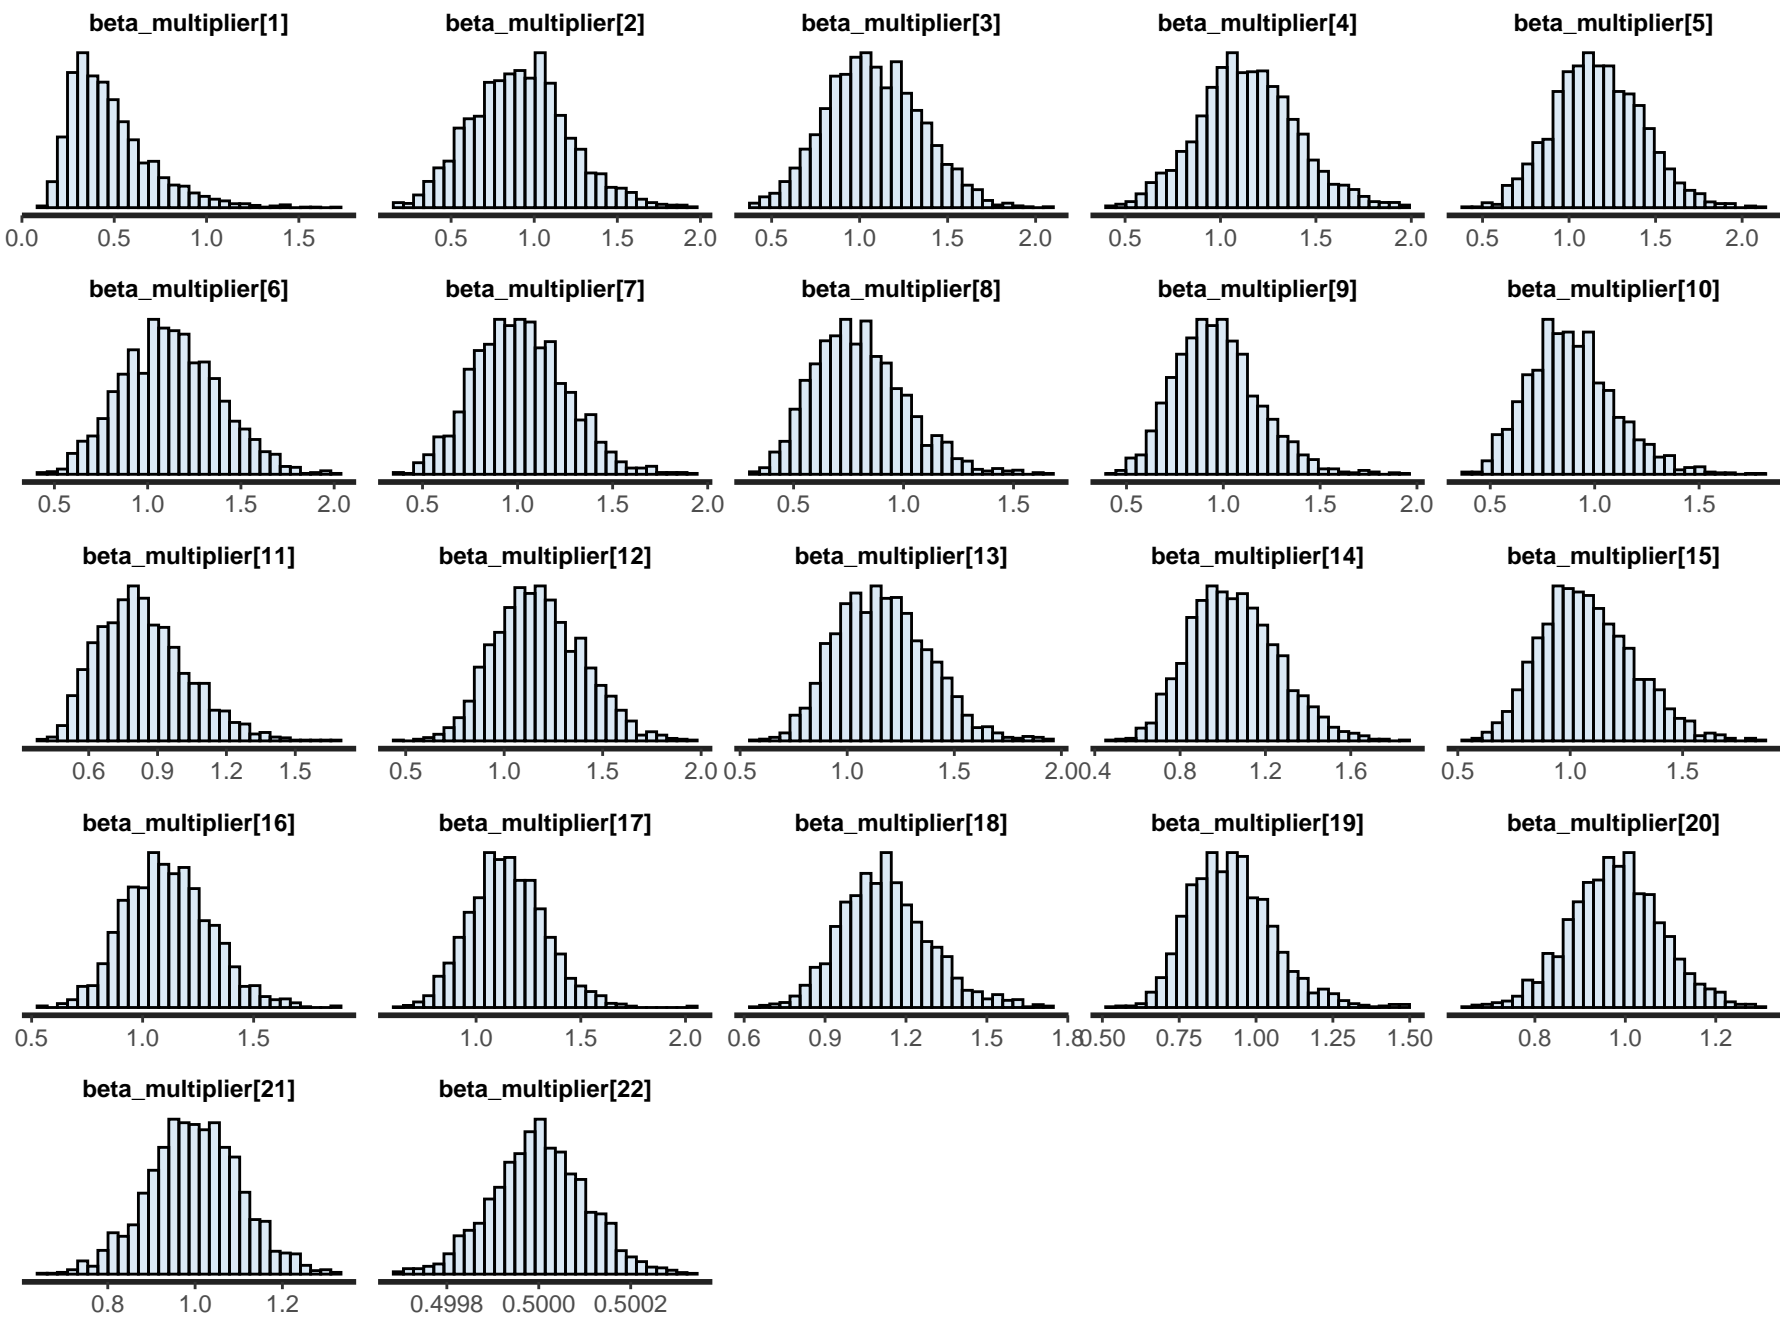 beta_multiplier[1] beta_multiplier[2] beta_multiplier[3] beta_multiplier[4] beta_multiplier[5]
0.0 0.5 1.0 1.5 0.5 1.0 1.5 2.0 0.5 1.0 1.5 2.0 0.5 1.0 1.5 2.0 0.5 1.0 1.5 2.0
beta_multiplier[6] beta_multiplier[7] beta_multiplier[8] beta_multiplier[9] beta_multiplier[10]
0.5 1.0 1.5 2.0 0.5 1.0 1.5 2.0 0.5 1.0 1.5 0.5 1.0 1.5 2.0 0.5 1.0 1.5
beta_multiplier[11] beta_multiplier[12] beta_multiplier[13] beta_multiplier[14] beta_multiplier[15]
0.6 0.9 1.2 1.5 0.5 1.0 1.5 2.0 0.5 1.0 1.5 2.0 0.4 0.8 1.2 1.6 0.5 1.0 1.5
beta_multiplier[16] beta_multiplier[17] beta_multiplier[18] beta_multiplier[19] beta_multiplier[20]
0.5 1.0 1.5 1.0 1.5 2.0 0.6 0.9 1.2 1.5 1.8 0.50 0.75 1.00 1.25 1.50 0.8 1.0 1.2
beta_multiplier[21] beta_multiplier[22]
0.8 1.0 1.2 0.4998 0.5000 0.5002